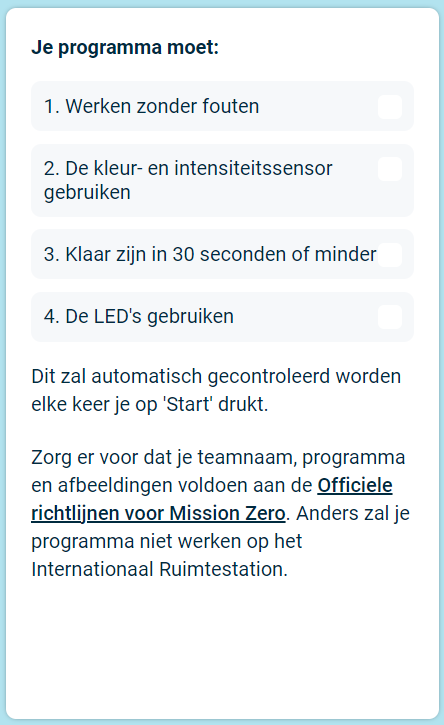 Je programma moet:
1. Werken zonder fouten
2. De kleur- en intensiteitssensor
gebruiken
3. Klaar zijn in 30 seconden of minder
4. De LED's gebruiken
Dit zal automatisch gecontroleerd worden
elke keer je op 'Start' drukt.
Zorg er voor dat je teamnaam, programma
en afbeeldingen voldoen aan de Officiele
richtlijnen voor Mission Zero. Anders zal je
programma niet werken op het
Internationaal Ruimtestation.